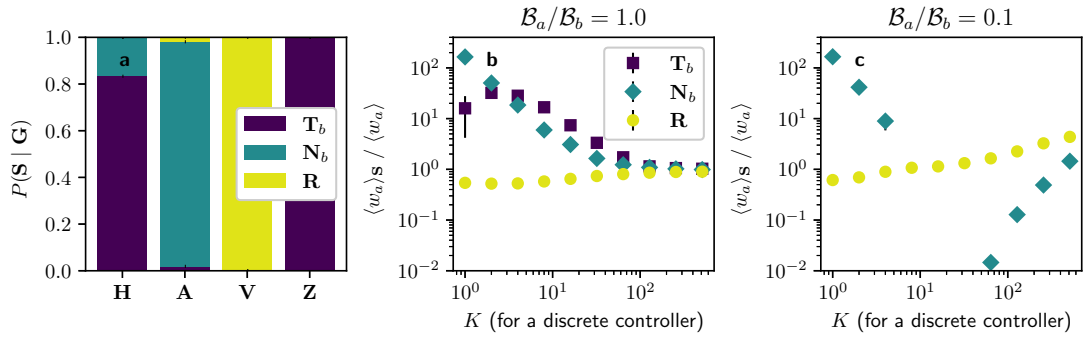 P(S | G)
1.0
0.8
0.6
0.4
0.2
0.0
a
T_b
N_b
R
H A V Z
𝓑_a/𝓑_b = 1.0
⟨w_a⟩_S / ⟨w_a⟩
10^2
10^1
10^0
10^−1
10^−2
b
T_b
N_b
R
10^0 10^1 10^2
K (for a discrete controller)
𝓑_a/𝓑_b = 0.1
⟨w_a⟩_S / ⟨w_a⟩
10^2
10^1
10^0
10^−1
10^−2
c
10^0 10^1 10^2
K (for a discrete controller)